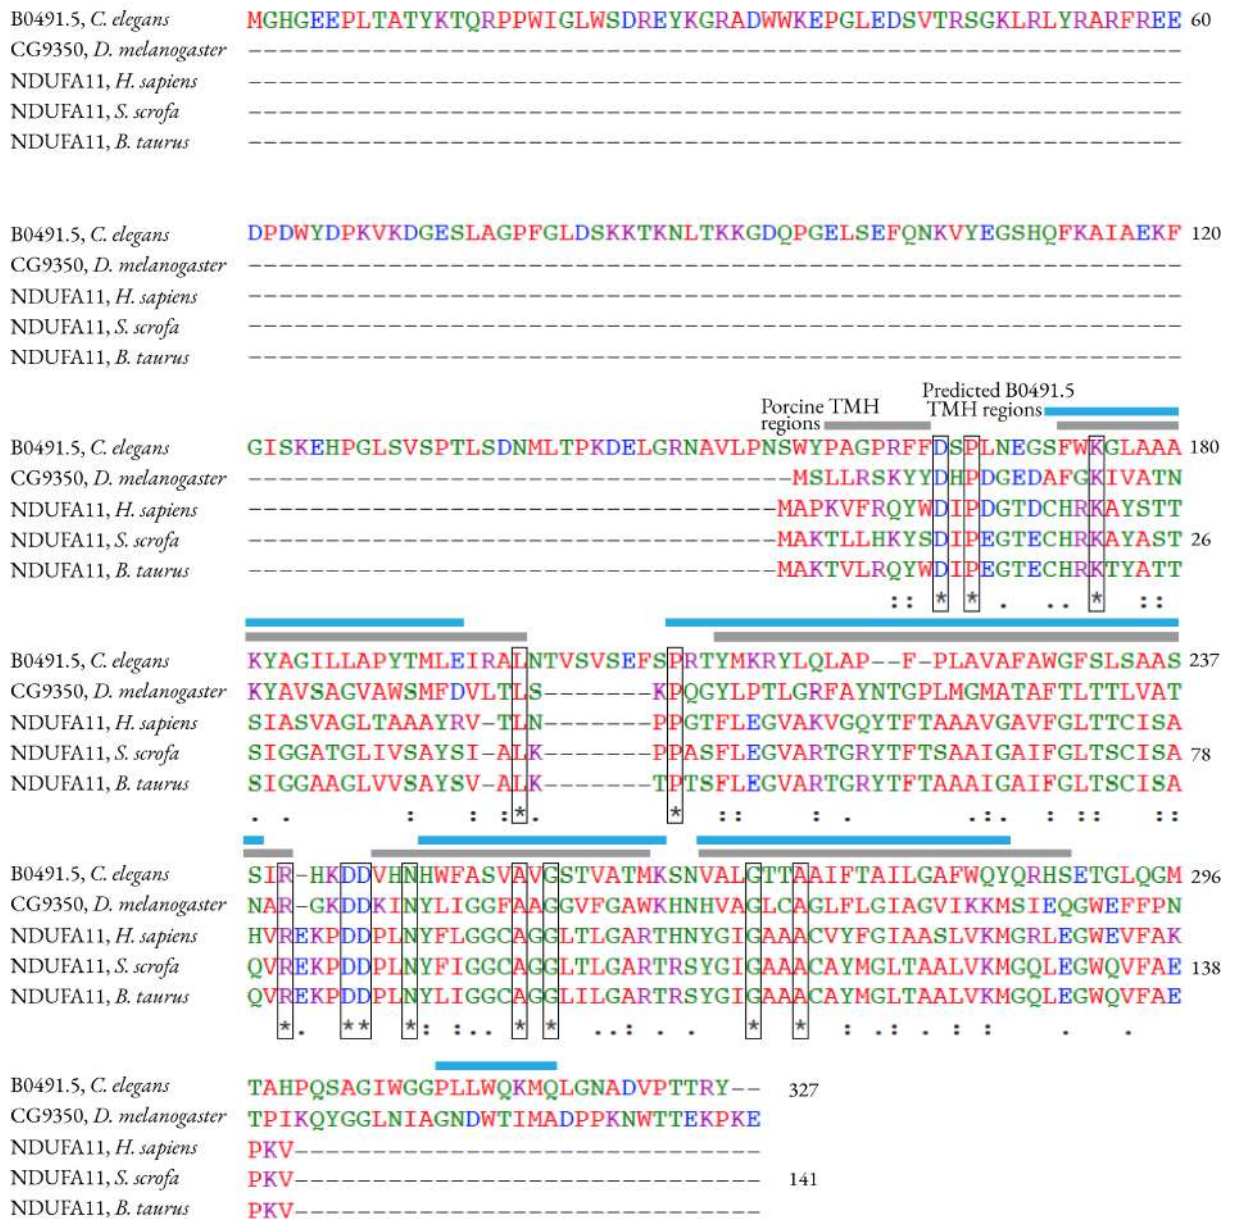 B0491.5, C. elegans MGHGEEPLTATYKTQRPPWIGLWSDREYKGRADWWKEPGLEDSVTRSGKLRLYRARFREE 60
CG9350, D. melanogaster ------------------------------------------------------------
NDUFA11, H. sapiens ------------------------------------------------------------
NDUFA11, S. scrofa ------------------------------------------------------------
NDUFA11, B. taurus ------------------------------------------------------------
B0491.5, C. elegans DPDWYDPKVKDGESLAGPFGLDSKKTKNLTKKGDQPGELSEFQNKVYEGSHQFKAIAEKF 120
CG9350, D. melanogaster ------------------------------------------------------------
NDUFA11, H. sapiens ------------------------------------------------------------
NDUFA11, S. scrofa ------------------------------------------------------------
NDUFA11, B. taurus ------------------------------------------------------------
Porcine TMH regions
Predicted B0491.5 TMH regions
B0491.5, C. elegans GISKEHPGLSVSPTLSDNMLTPKDELGRNAVLPNSWYPAGPRFFDSPLNEGSFWKGLAAA 180
CG9350, D. melanogaster -----------------------------------MSLLRSKYYDHPDGEDAFGKIVATN
NDUFA11, H. sapiens ----------------------------------MAPKVFRQYWDIPDGTDCHRKAYSTT
NDUFA11, S. scrofa ----------------------------------MAKTLLHKYSDIPEGTECHRKAYAST 26
NDUFA11, B. taurus ----------------------------------MAKTVLRQYWDIPEGTECHRKTYATT
:: * * . .. * ::
B0491.5, C. elegans KYAGILLAPYTMLEIRALNTVSVSEFSPRTYMKRYLQLAP--F-PLAVAFAWGFSLSAAS 237
CG9350, D. melanogaster KYAVSAGVAWSMFDVLTLS-------KPQGYLPTLGRFAYNTGPLMGMATAFTLTTLVAT
NDUFA11, H. sapiens SIASVAGLTAAAYRV-TLN-------PPGTFLEGVAKVGQYTFTAAAVGAVFGLTTCISA
NDUFA11, S. scrofa SIGGATGLIVSAYSI-ALK-------PPASFLEGVARTGRYTFTSAAIGAIFGLTSCISA 78
NDUFA11, B. taurus SIGGAAGLVVSAYSV-ALK-------TPTSFLEGVARTGRYTFTAAAIGAIFGLTSCISA
. . : : :*. * :: : . .:. : :: ::
B0491.5, C. elegans SIR-HKDDVHNHWFASVAVGSTVATMKSNVALGTTAAIFTAILGAFWQYQRHSETGLQGM 296
CG9350, D. melanogaster NAR-GKDDKINYLIGGFAAGGVFGAWKHNHVAGLCAGLFLGIAGVIKKMSIEQGWEFFPN
NDUFA11, H. sapiens HVREKPDDPLNYFLGGCAGGLTLGARTHNYGIGAAACVYFGIAASLVKMGRLEGWEVFAK
NDUFA11, S. scrofa QVREKPDDPLNYFIGGCAGGLTLGARTRSYGIGAAACAYMGLTAALVKMGQLEGWQVFAE 138
NDUFA11, B. taurus QVREKPDDPLNYLIGGCAGGLILGARTRSYGIGAAACAYMGLTAALVKMGQLEGWQVFAE
*. ** *: :.. * * ..: . . * * : . : : : . .
B0491.5, C. elegans TAHPQSAGIWGGPLLWQKMQLGNADVPTTRY-- 327
CG9350, D. melanogaster TPIKQYGGLNIAGNDWTIMADPPKNWTTEKPKE
NDUFA11, H. sapiens PKV------------------------------
NDUFA11, S. scrofa PKV------------------------------ 141
NDUFA11, B. taurus PKV------------------------------